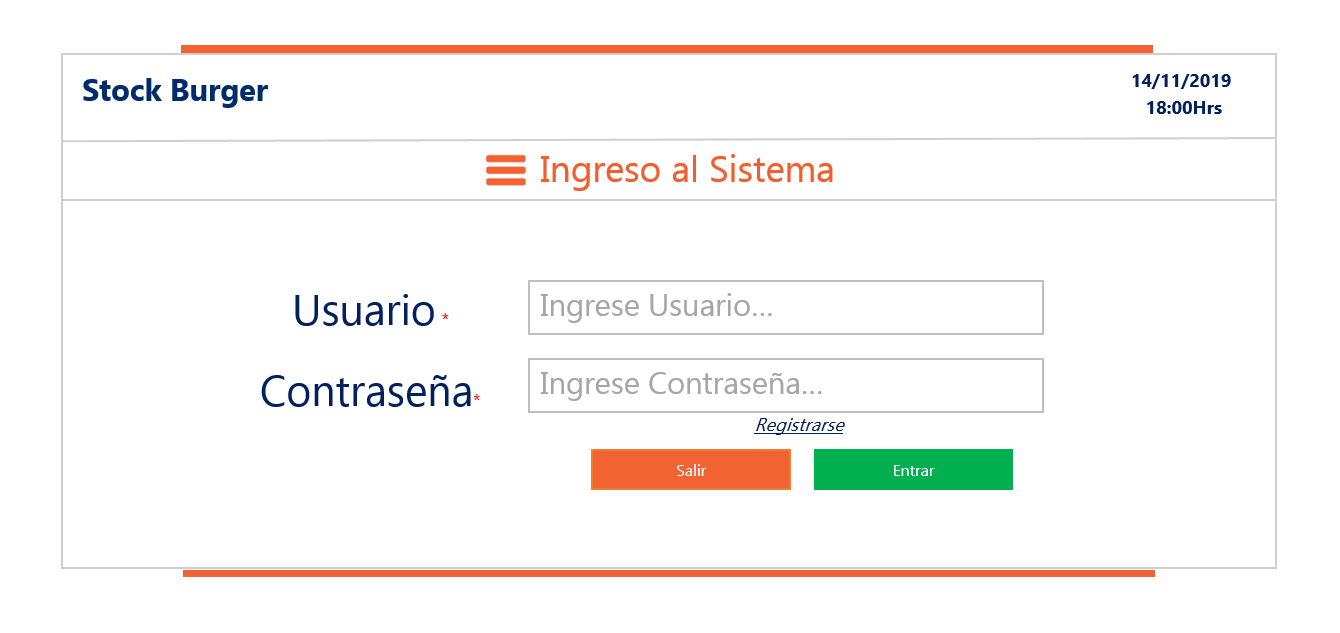 Stock Burger
14/11/2019
18:00Hrs
Ingreso al Sistema
Usuario *
Ingrese Usuario...
Contraseña*
Ingrese Contraseña...
Registrarse
Salir
Entrar